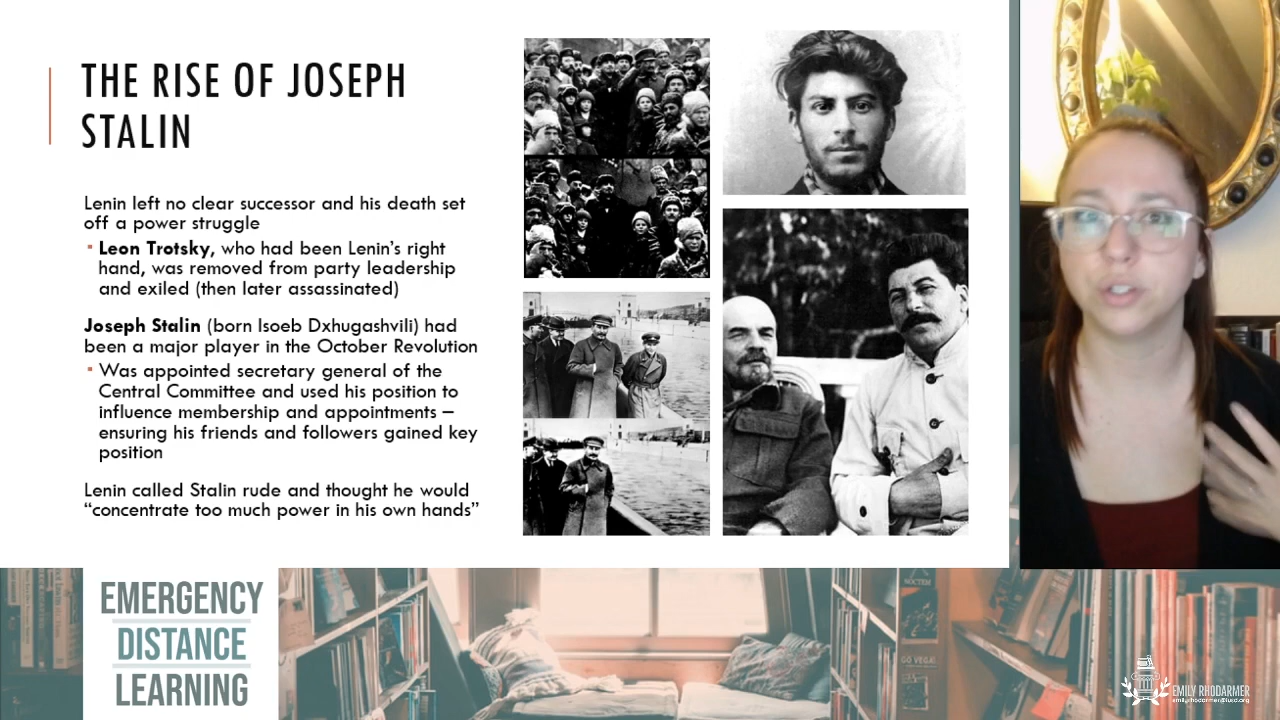 THE RISE OF JOSEPH
STALIN
Lenin left no clear successor and his death set
off a power struggle
▪ Leon Trotsky, who had been Lenin's right
hand, was removed from party leadership
and exiled (then later assassinated)
Joseph Stalin (born Isoeb Dxhugashvili) had
been a major player in the October Revolution
▪ Was appointed secretary general of the
Central Committee and used his position to
influence membership and appointments –
ensuring his friends and followers gained key
position
Lenin called Stalin rude and thought he would
“concentrate too much power in his own hands”
EMERGENCY
DISTANCE
LEARNING
NOCTEM
GO VEGAN
EMILY RHODARMER